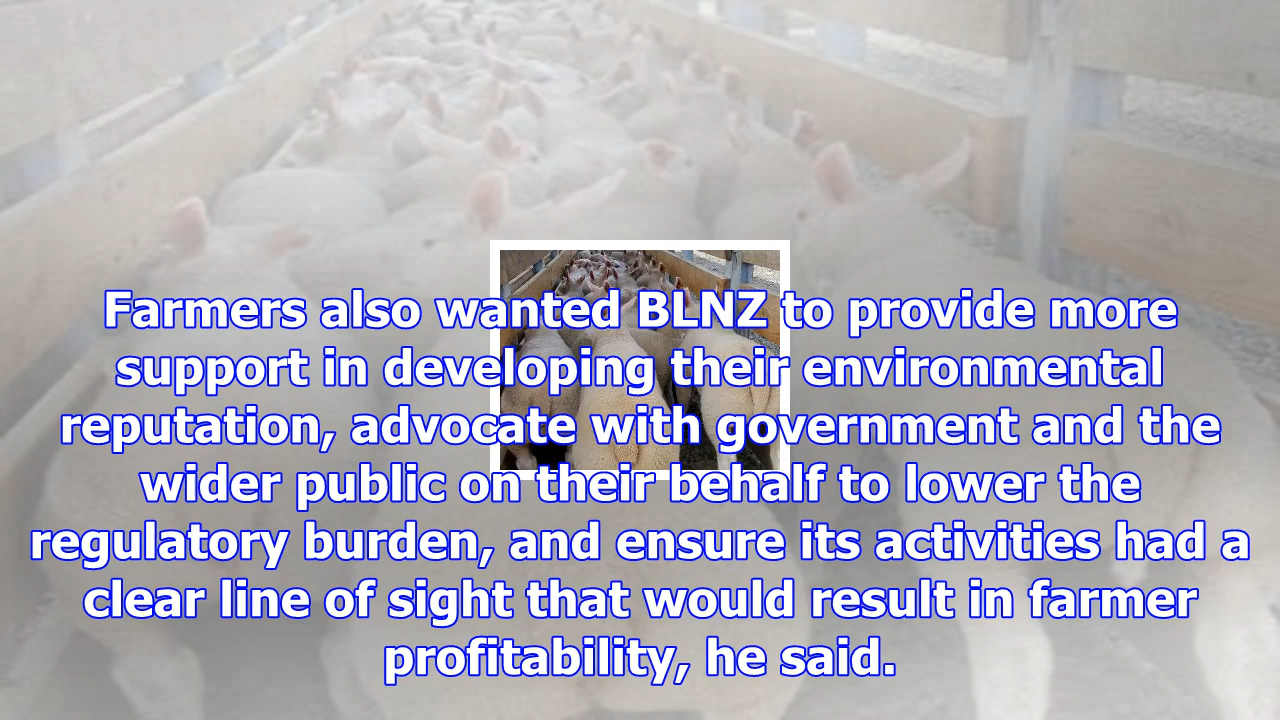 Farmers also wanted BLNZ to provide more
support in developing their environmental
reputation, advocate with government and the
wider public on their behalf to lower the
regulatory burden, and ensure its activities had a
clear line of sight that would result in farmer
profitability, he said.